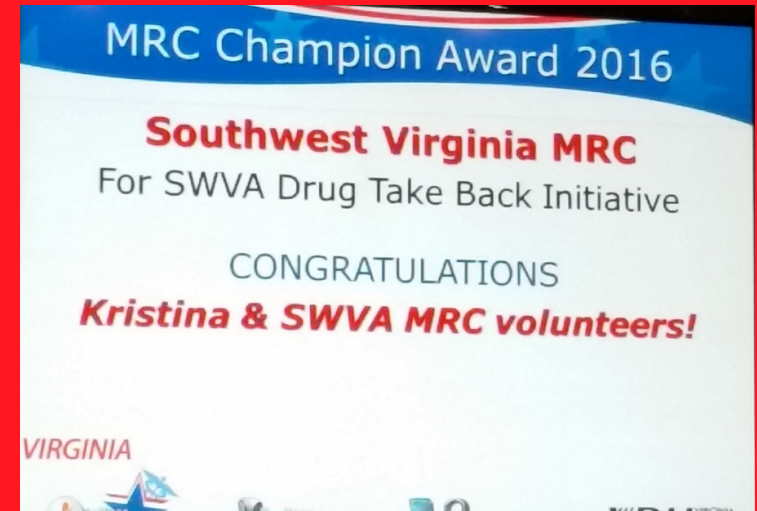 MRC Champion Award 2016
Southwest Virginia MRC
For SWVA Drug Take Back Initiative
CONGRATULATIONS
Kristina & SWVA MRC volunteers!
VIRGINIA